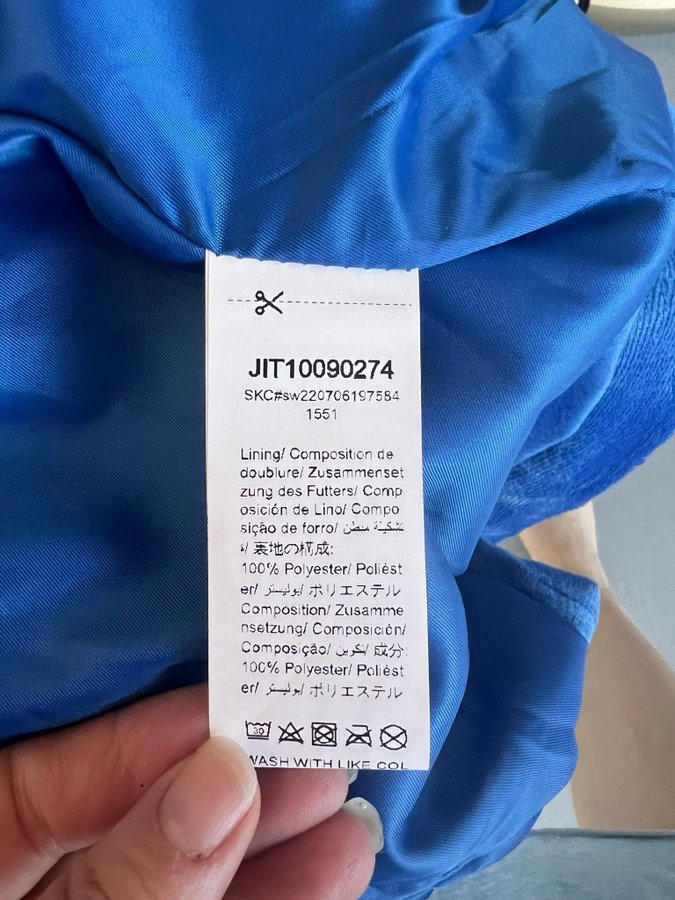 JIT10090274
SKC#sw220706197584
1551
Lining/ Composition de
doublure/ Zusammenset
zung des Futters/ Comp
osición de Lino/ Compo
sição de forro/ تشكيلة مبطن
ة/ 裏地の構成:
100% Polyester/ Poliést
er/ بوليستر/ ポリエステル
Composition/ Zusamme
nsetzung/ Composición/
Composição/ تكوين/ 成分:
100% Polyester/ Poliést
er/ بوليستر/ ポリエステル
30
WASH WITH LIKE COL